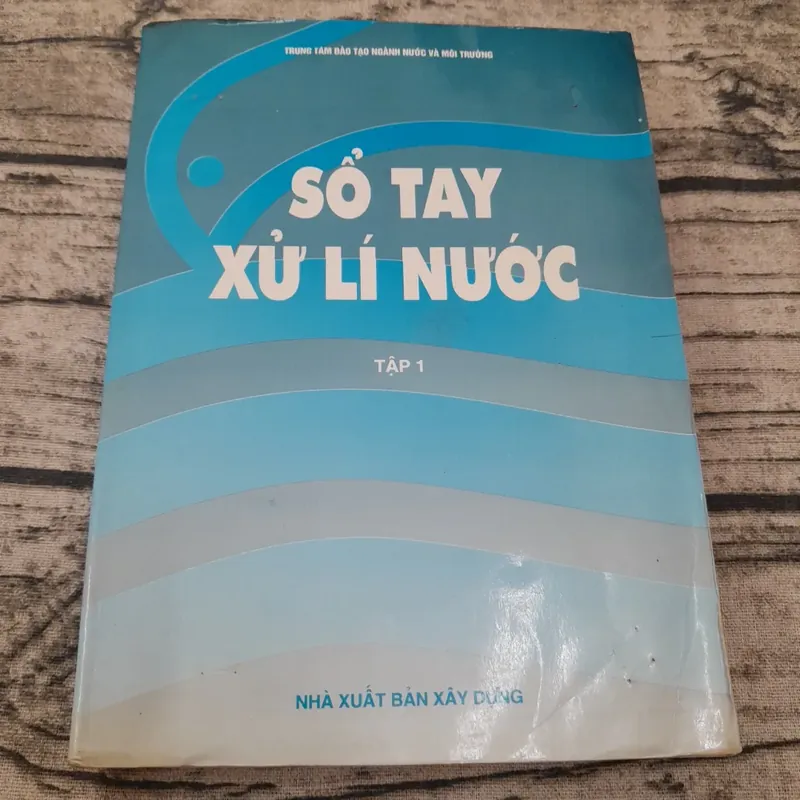 TRUNG TÂM ĐÀO TẠO NGÀNH NƯỚC VÀ MÔI TRƯỜNG
SỔ TAY
XỬ LÍ NƯỚC
TẬP 1
NHÀ XUẤT BẢN XÂY DỰNG